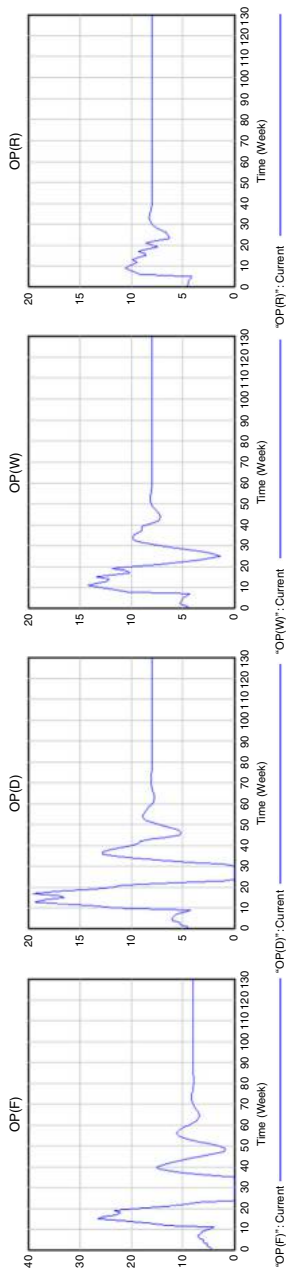 OP(F)
40
15
10
5
0
0 10 20 30 40 50 60 70 80 90 100 110 120 130
Time (Week)
"OP(F)" : Current
OP(D)
20
15
10
5
0
0 10 20 30 40 50 60 70 80 90 100 110 120 130
Time (Week)
"OP(D)" : Current
OP(W)
20
15
10
5
0
0 10 20 30 40 50 60 70 80 90 100 110 120 130
Time (Week)
"OP(W)" : Current
OP(R)
20
15
10
5
0
0 10 20 30 40 50 60 70 80 90 100 110 120 130
Time (Week)
"OP(R)" : Current